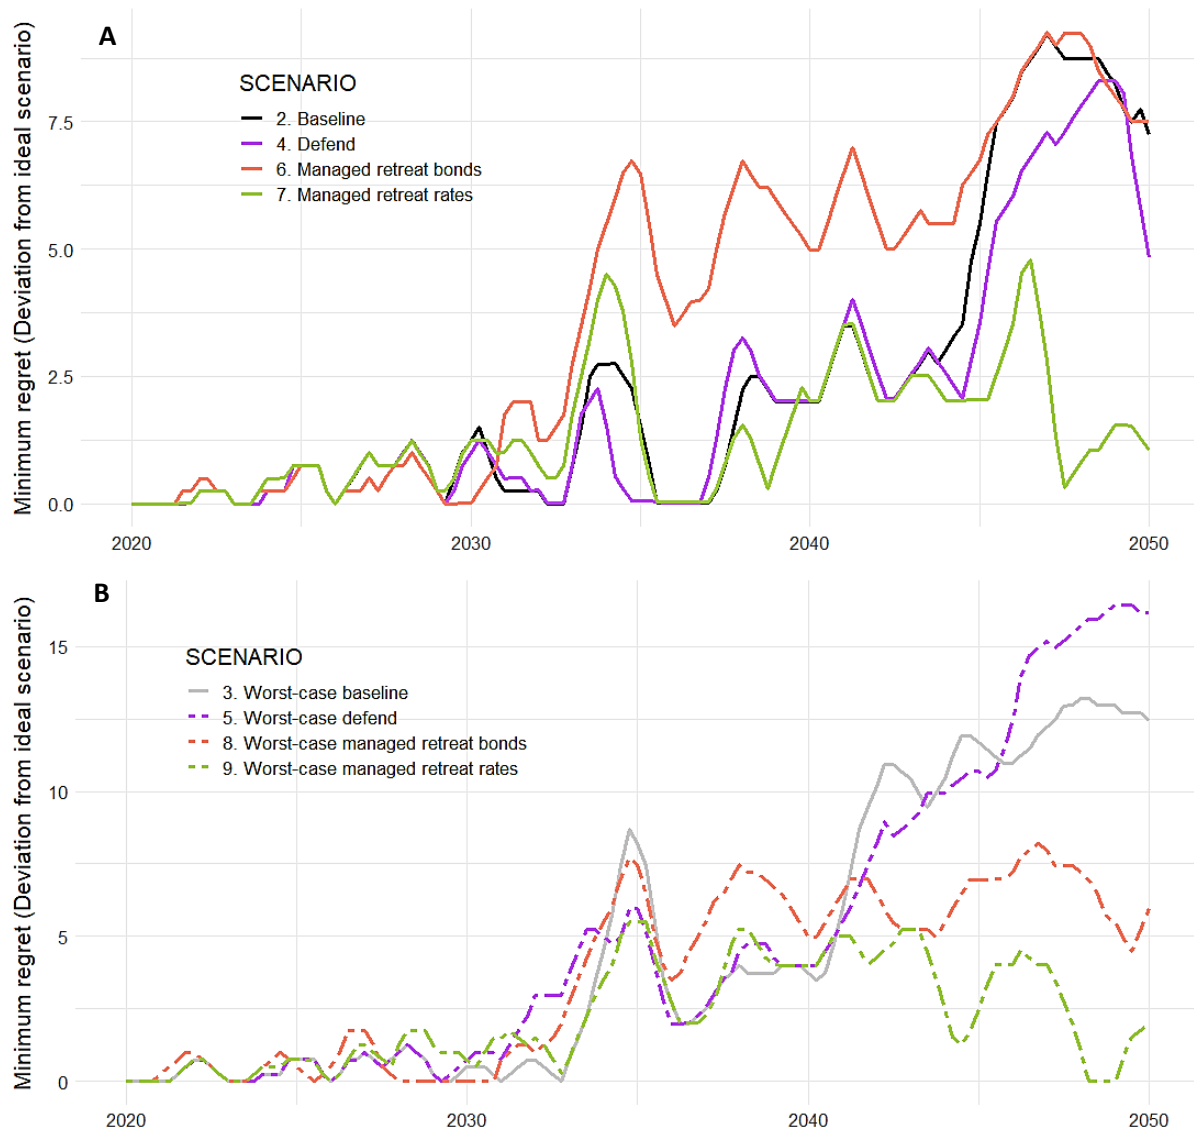 A
Minimum regret (Deviation from ideal scenario)
SCENARIO
2. Baseline
4. Defend
6. Managed retreat bonds
7. Managed retreat rates
7.5
5.0
2.5
0.0
2020
2030
2040
2050
B
Minimum regret (Deviation from ideal scenario)
SCENARIO
3. Worst-case baseline
5. Worst-case defend
8. Worst-case managed retreat bonds
9. Worst-case managed retreat rates
15
10
5
0
2020
2030
2040
2050